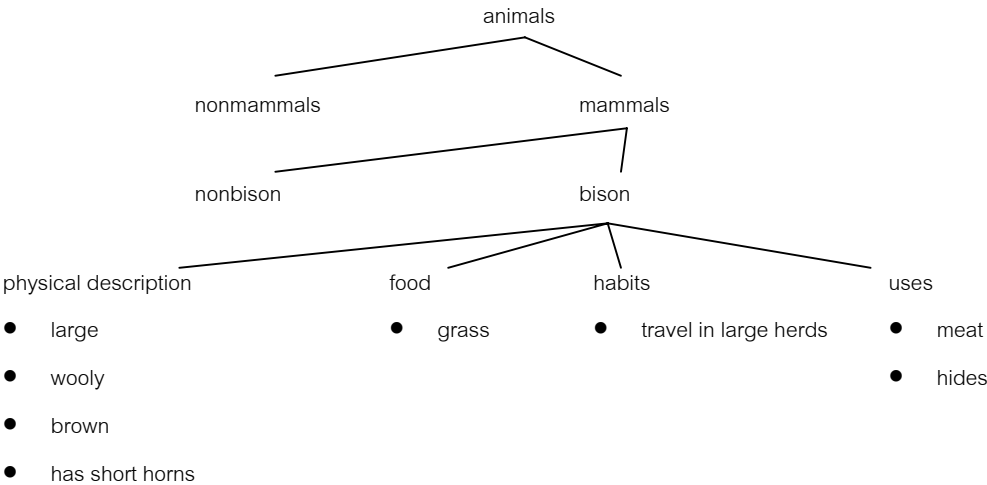 animals
nonmammals mammals
nonbison bison
physical description food habits uses
● large ● grass ● travel in large herds ● meat
● wooly ● hides
● brown
● has short horns